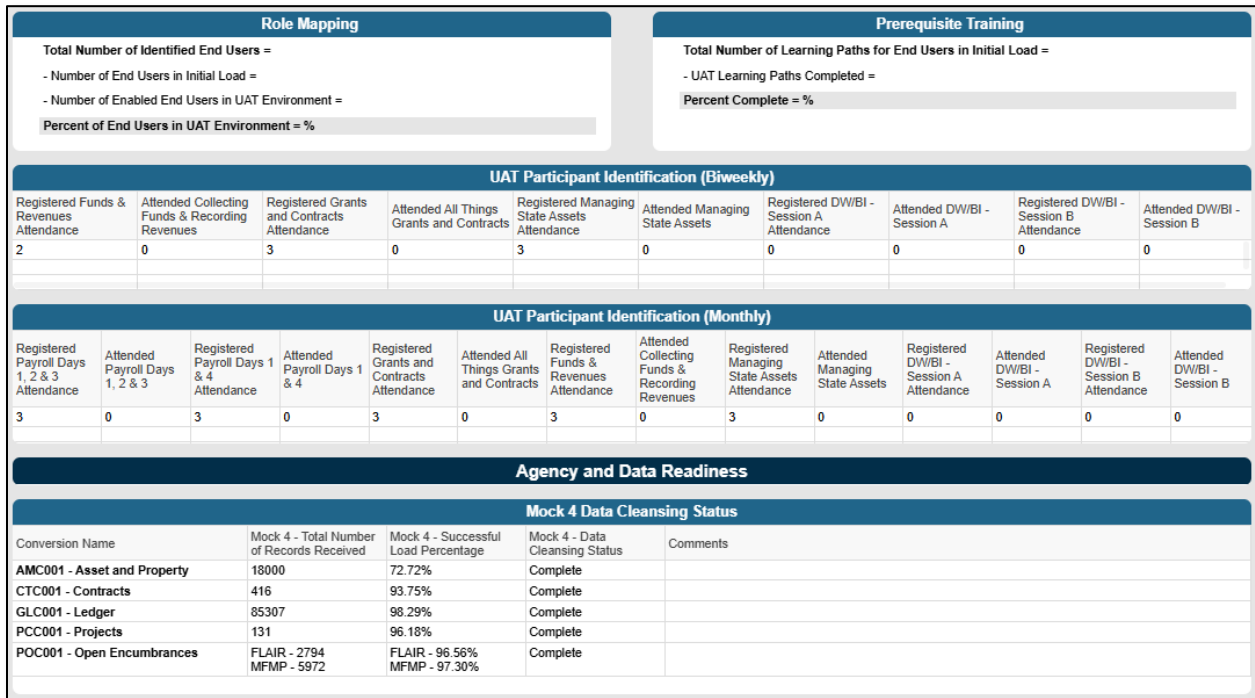 Role Mapping
Total Number of Identified End Users =
- Number of End Users in Initial Load =
- Number of Enabled End Users in UAT Environment =
Percent of End Users in UAT Environment = %
Prerequisite Training
Total Number of Learning Paths for End Users in Initial Load =
- UAT Learning Paths Completed =
Percent Complete = %
UAT Participant Identification (Biweekly)
Registered Funds &
Revenues
Attendance
Attended Collecting
Funds & Recording
Revenues
Registered Grants
and Contracts
Attendance
Attended All Things
Grants and Contracts
Registered Managing
State Assets
Attendance
Attended Managing
State Assets
Registered DW/BI -
Session A
Attendance
Attended DW/BI -
Session A
Registered DW/BI -
Session B
Attendance
Attended DW/BI -
Session B
2 0 3 0 3 0 0 0 0 0
UAT Participant Identification (Monthly)
Registered
Payroll Days
1, 2 & 3
Attendance
Attended
Payroll Days
1, 2 & 3
Registered
Payroll Days 1
& 4
Attendance
Attended
Payroll Days 1
& 4
Registered
Grants and
Contracts
Attendance
Attended All
Things Grants
and Contracts
Registered
Funds &
Revenues
Attendance
Attended
Collecting
Funds &
Recording
Revenues
Registered
Managing
State Assets
Attendance
Attended
Managing
State Assets
Registered
DW/BI -
Session A
Attendance
Attended
DW/BI -
Session A
Registered
DW/BI -
Session B
Attendance
Attended
DW/BI -
Session B
3 0 3 0 3 0 3 0 3 0 0 0 0 0
Agency and Data Readiness
Mock 4 Data Cleansing Status
Conversion Name
Mock 4 - Total Number
of Records Received
Mock 4 - Successful
Load Percentage
Mock 4 - Data
Cleansing Status
Comments
AMC001 - Asset and Property 18000 72.72% Complete
CTC001 - Contracts 416 93.75% Complete
GLC001 - Ledger 85307 98.29% Complete
PCC001 - Projects 131 96.18% Complete
POC001 - Open Encumbrances FLAIR - 2794 FLAIR - 96.56% Complete
MFMP - 5972 MFMP - 97.30%